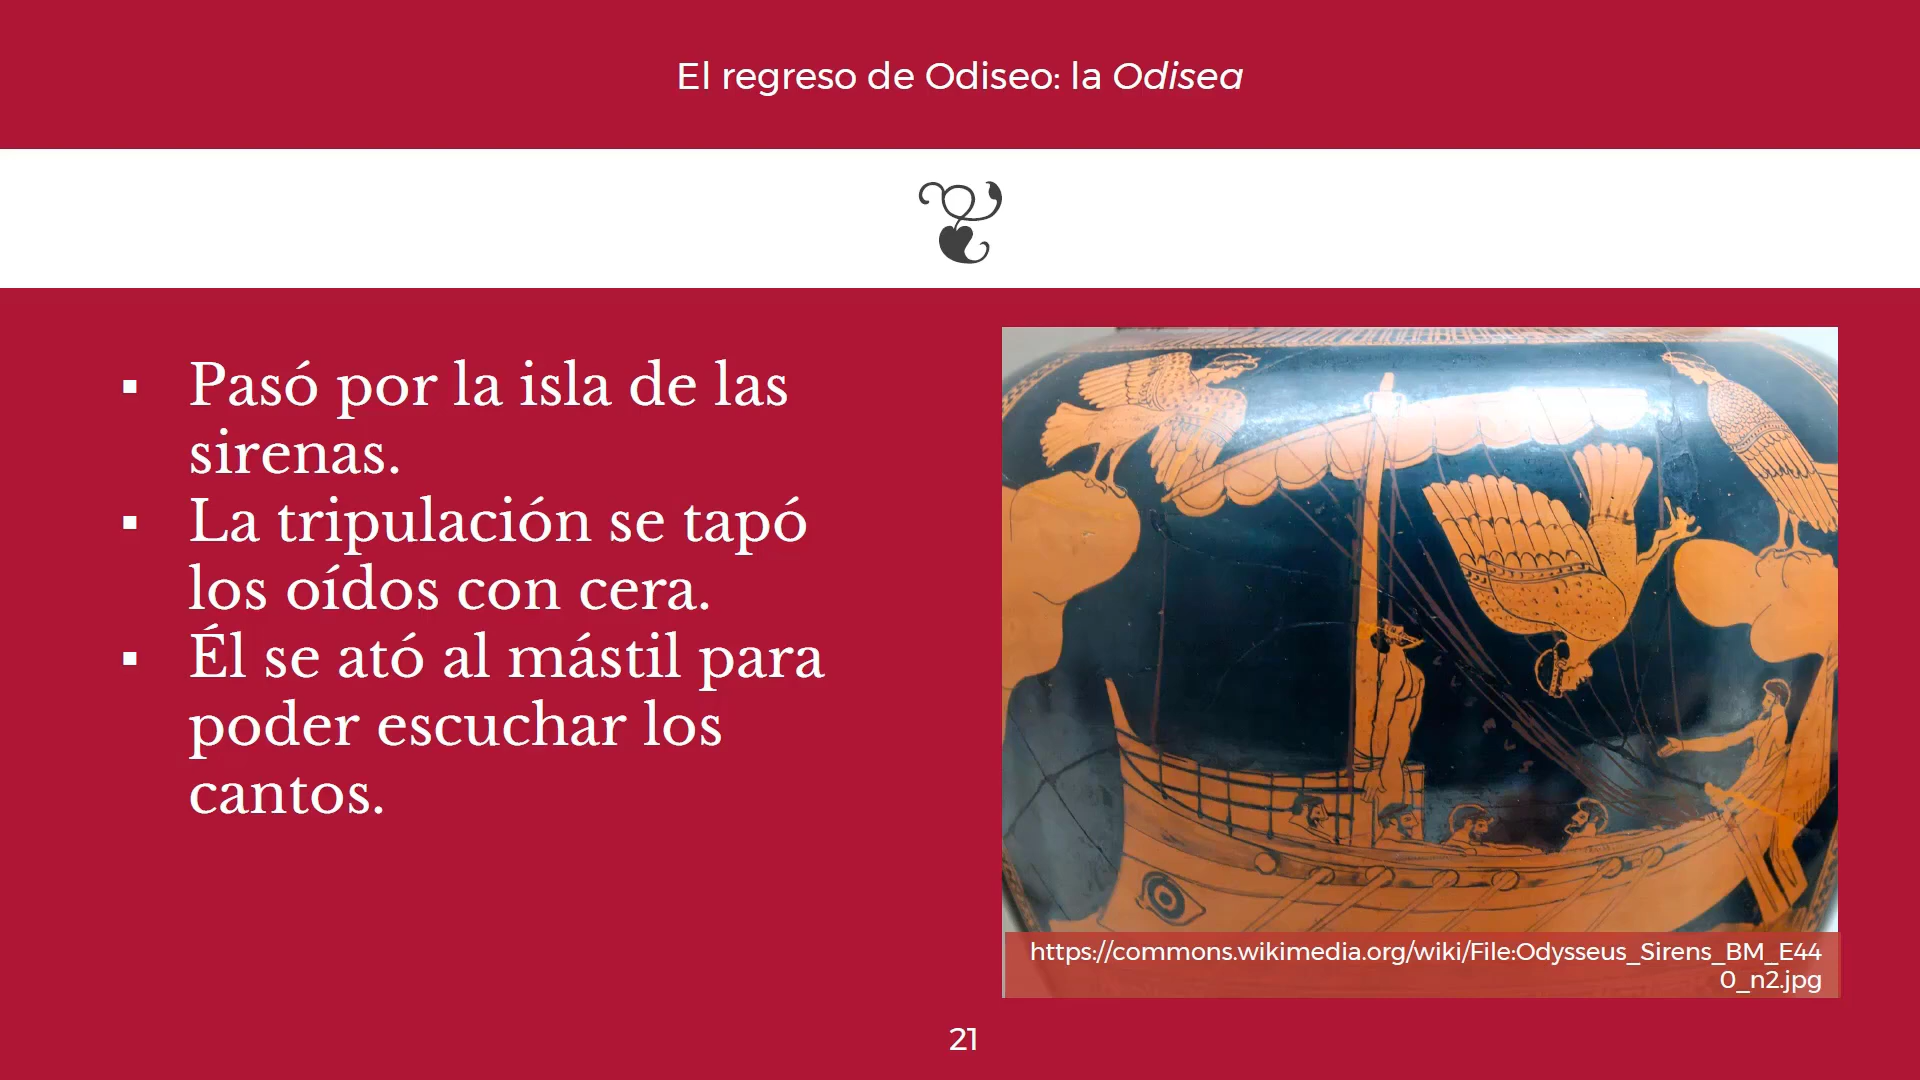 El regreso de Odiseo: la Odisea
▪ Pasó por la isla de las
sirenas.
▪ La tripulación se tapó
los oídos con cera.
▪ Él se ató al mástil para
poder escuchar los
cantos.
https://commons.wikimedia.org/wiki/File:Odysseus_Sirens_BM_E44
0_n2.jpg
21